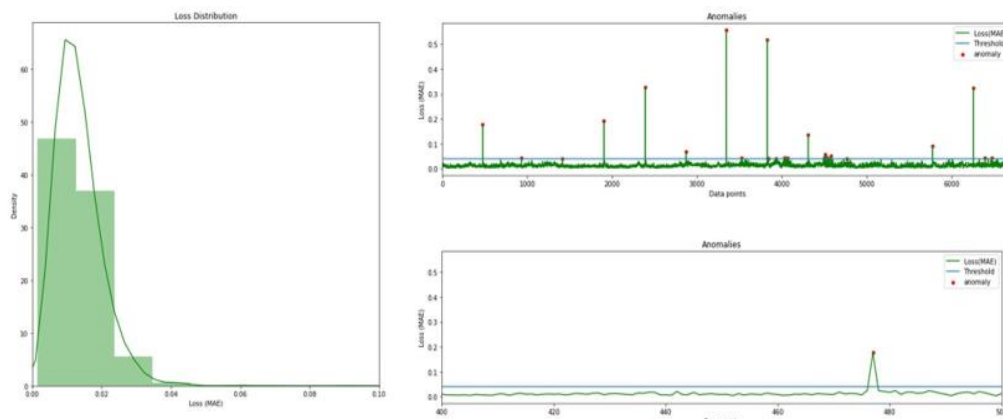 Loss Distribution
60
50
40
30
20
10
0
Density
0.00 0.02 0.04 0.06 0.08 0.10
Loss (MAE)
Anomalies
0.5
0.4
0.3
0.2
0.1
0.0
Loss (MAE)
Loss(MAE)
Threshold
anomaly
0 1000 2000 3000 4000 5000 6000
Data points
Anomalies
0.5
0.4
0.3
0.2
0.1
0.0
Loss (MAE)
Loss(MAE)
Threshold
anomaly
400 420 440 460 480